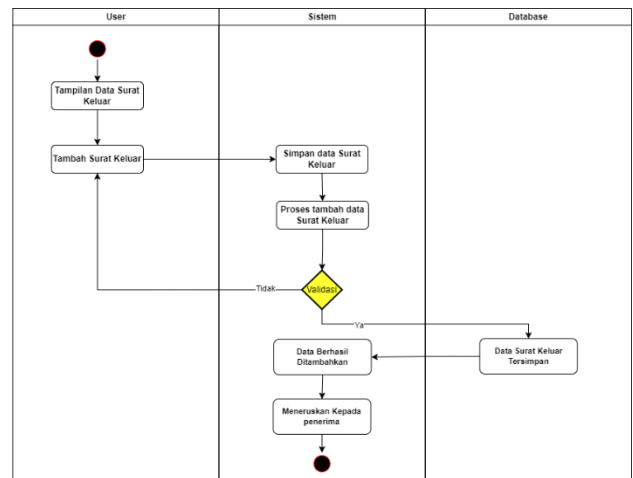 User
Sistem
Database
Tampilan Data Surat
Keluar
Tambah Surat Keluar
Simpan data Surat
Keluar
Proses tambah data
Surat Keluar
Validasi
Tidak
Ya
Data Surat Keluar
Tersimpan
Data Berhasil
Ditambahkan
Meneruskan Kepada
penerima